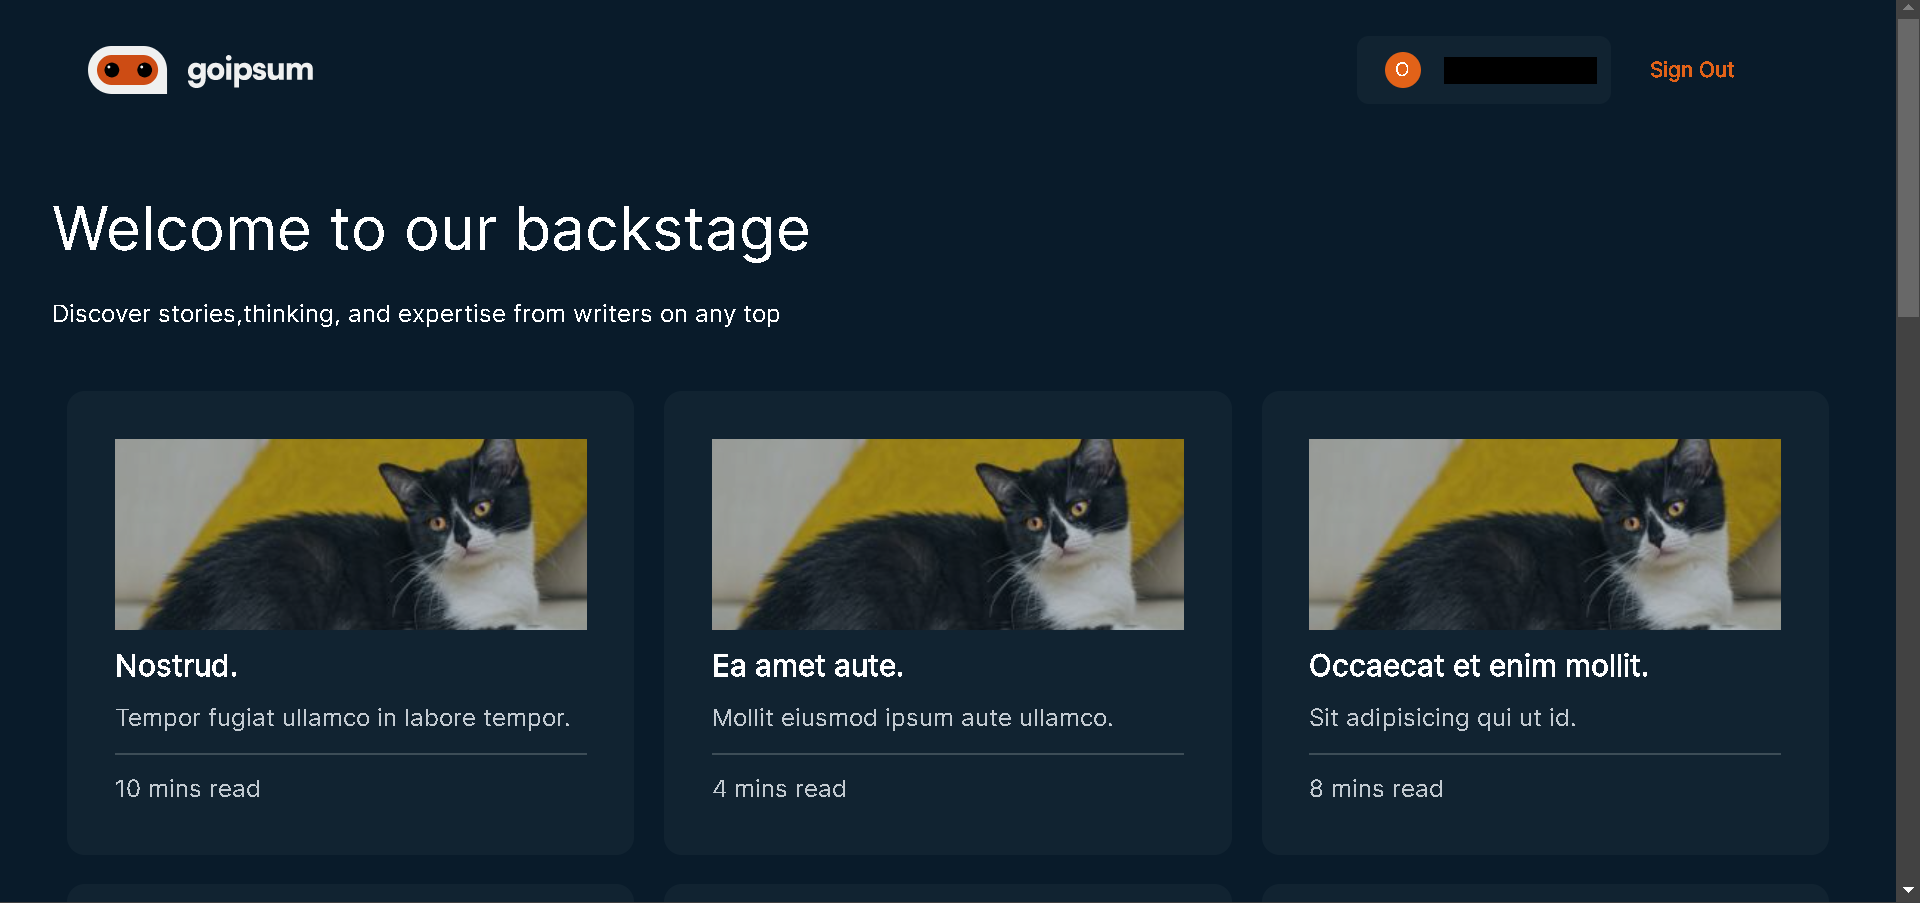 goipsum
O
Sign Out
Welcome to our backstage
Discover stories,thinking, and expertise from writers on any top
Nostrud.
Tempor fugiat ullamco in labore tempor.
10 mins read
Ea amet aute.
Mollit eiusmod ipsum aute ullamco.
4 mins read
Occaecat et enim mollit.
Sit adipisicing qui ut id.
8 mins read